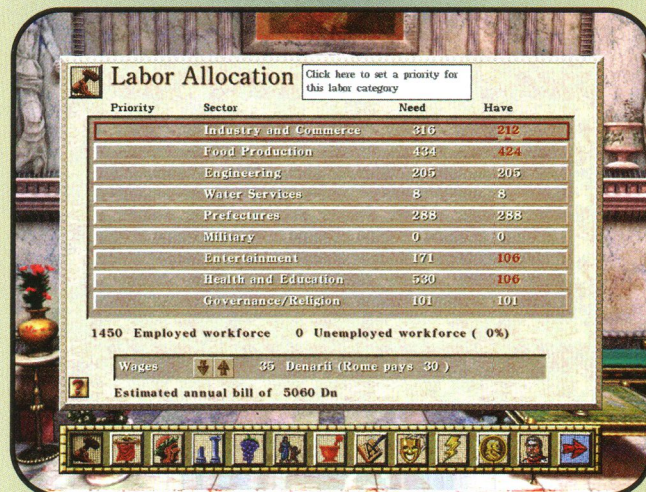 Labor Allocation
Click here to set a priority for
this labor category
Priority Sector Need Have
Industry and Commerce 316 212
Food Production 434 424
Engineering 205 205
Water Services 8 8
Prefectures 288 288
Military 0 0
Entertainment 171 106
Health and Education 530 106
Governance/Religion 101 101
1450 Employed workforce 0 Unemployed workforce ( 0%)
Wages 35 Denarii (Rome pays 30 )
?
Estimated annual bill of 5060 Dn